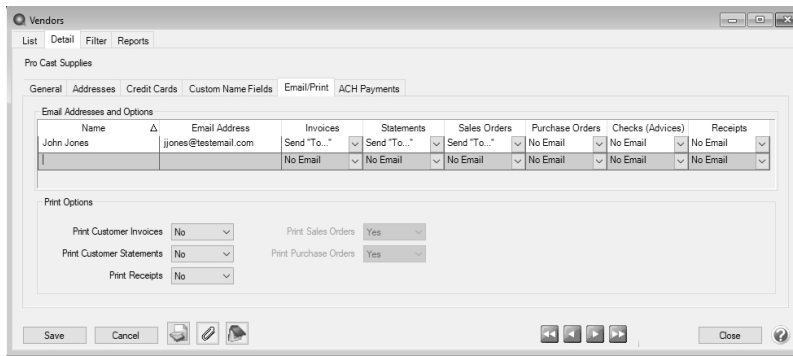 Vendors
List Detail Filter Reports
Pro Cast Supplies
General Addresses Credit Cards Custom Name Fields Email/Print ACH Payments
Email Addresses and Options
Name Email Address Invoices Statements Sales Orders Purchase Orders Checks (Advices) Receipts
John Jones jjones@testemail.com Send "To..." Send "To..." Send "To..." No Email No Email No Email
No Email No Email No Email No Email No Email No Email
Print Options
Print Customer Invoices No Print Sales Orders Yes
Print Customer Statements No Print Purchase Orders Yes
Print Receipts No
Save Cancel Close ?